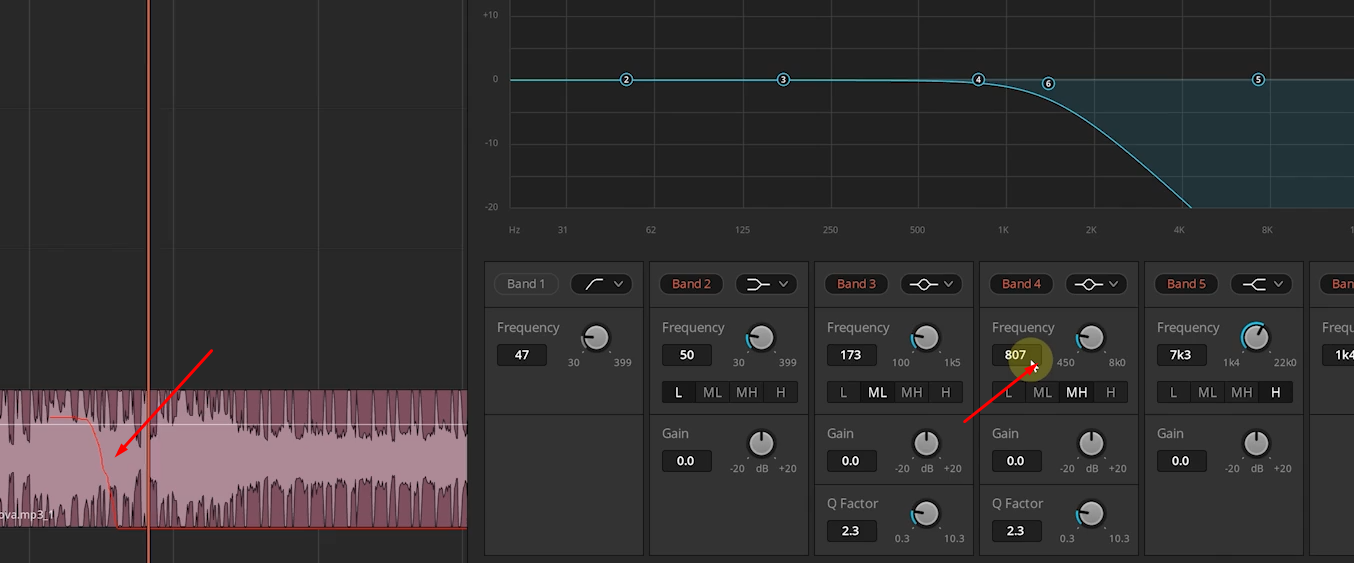 +10
0
-10
-20
2
3
4
6
5
Hz 31 62 125 250 500 1K 2K 4K 8K 1
Band 1 Band 2 Band 3 Band 4 Band 5 Ban
Frequency Frequency Frequency Frequency Frequency Frequ
47 50 173 807 7k3 1k4
30 399 30 399 100 1k5 450 8k0 1k4 22k0
L ML MH H L ML MH H L ML MH H L ML MH H
Gain Gain Gain Gain
0.0 0.0 0.0 0.0
-20 dB +20 -20 dB +20 -20 dB +20 -20 dB +20
Q Factor Q Factor
2.3 2.3
0.3 10.3 0.3 10.3
ova.mp3_1